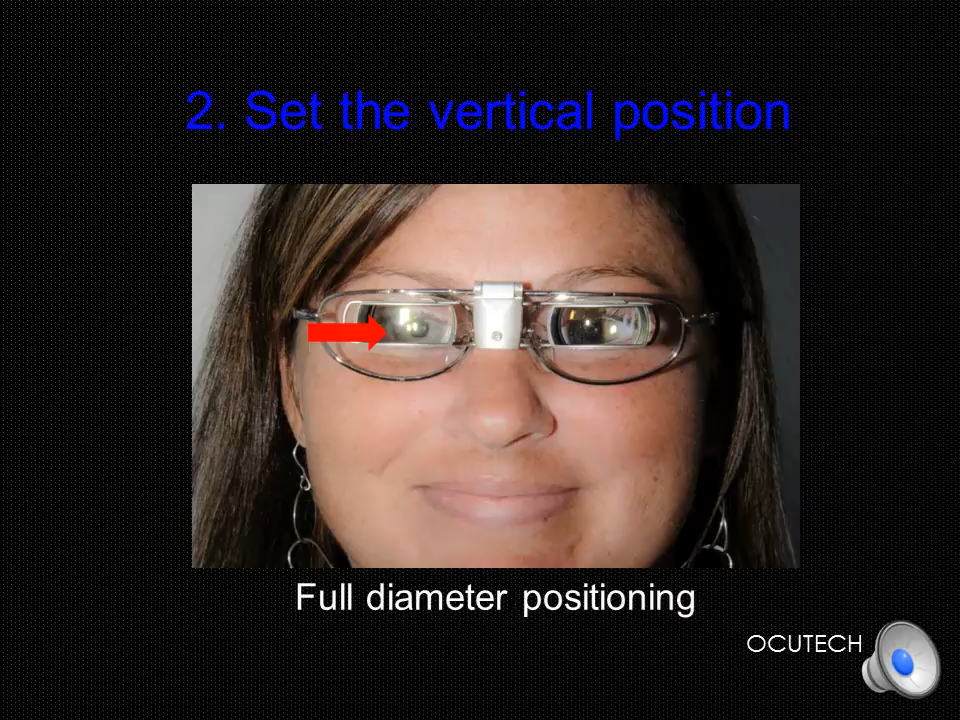 2. Set the vertical position
Full diameter positioning
OCUTECH